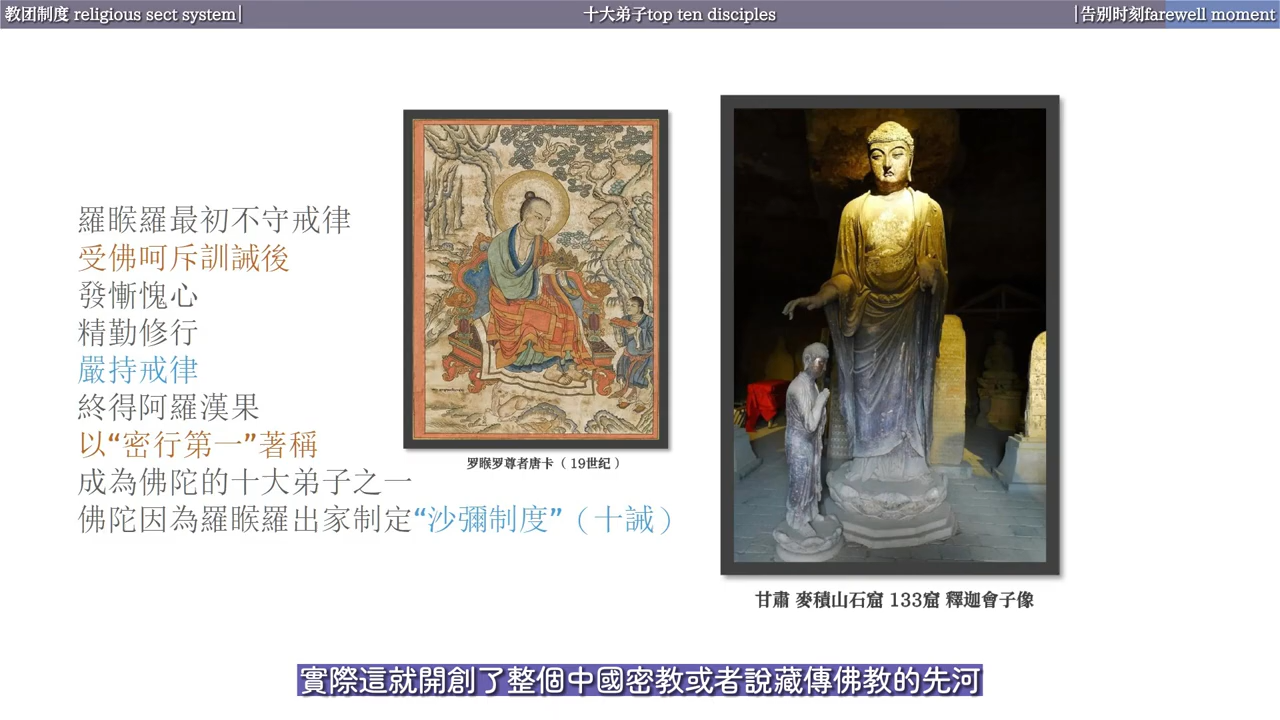 教团制度 religious sect system|
十大弟子top ten disciples
|告别时刻farewell moment
羅睺羅最初不守戒律
受佛呵斥訓誡後
發慚愧心
精勤修行
嚴持戒律
終得阿羅漢果
以“密行第一”著稱
成為佛陀的十大弟子之一
佛陀因為羅睺羅出家制定“沙彌制度”（十誡）
罗睺罗尊者唐卡（19世纪）
甘肅 麥積山石窟 133窟 釋迦會子像
實際這就開創了整個中國密教或者說藏傳佛教的先河